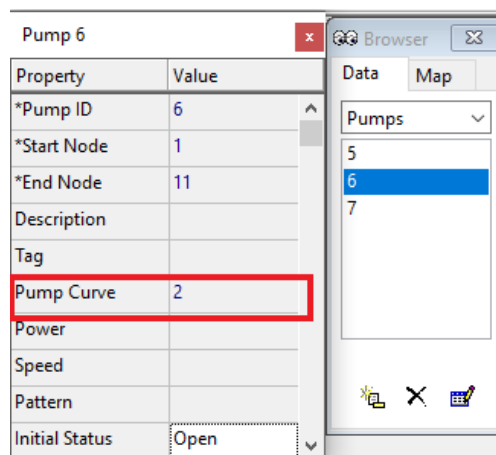 Pump 6
x
Property Value
*Pump ID 6
*Start Node 1
*End Node 11
Description
Tag
Pump Curve 2
Power
Speed
Pattern
Initial Status Open
Browser
Data Map
Pumps
5
6
7